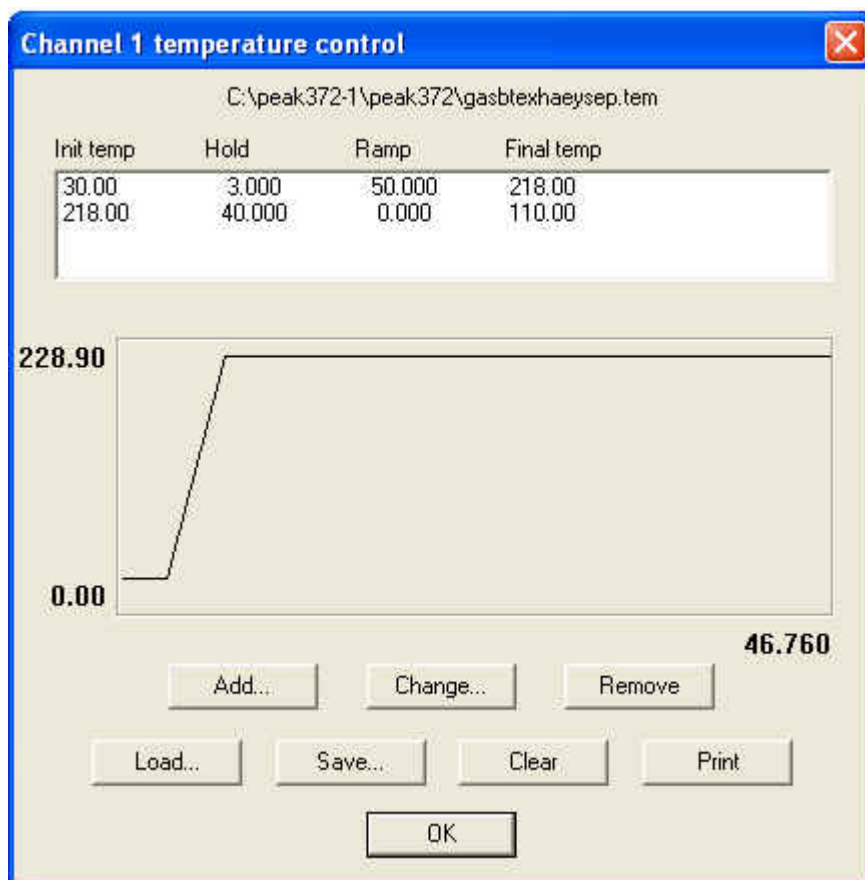 Channel 1 temperature control
C:\peak372-1\peak372\gasbtexhaeysep.tem
Init temp Hold Ramp Final temp
30.00 3.000 50.000 218.00
218.00 40.000 0.000 110.00
228.90
0.00
46.760
Add... Change... Remove
Load... Save... Clear Print
OK